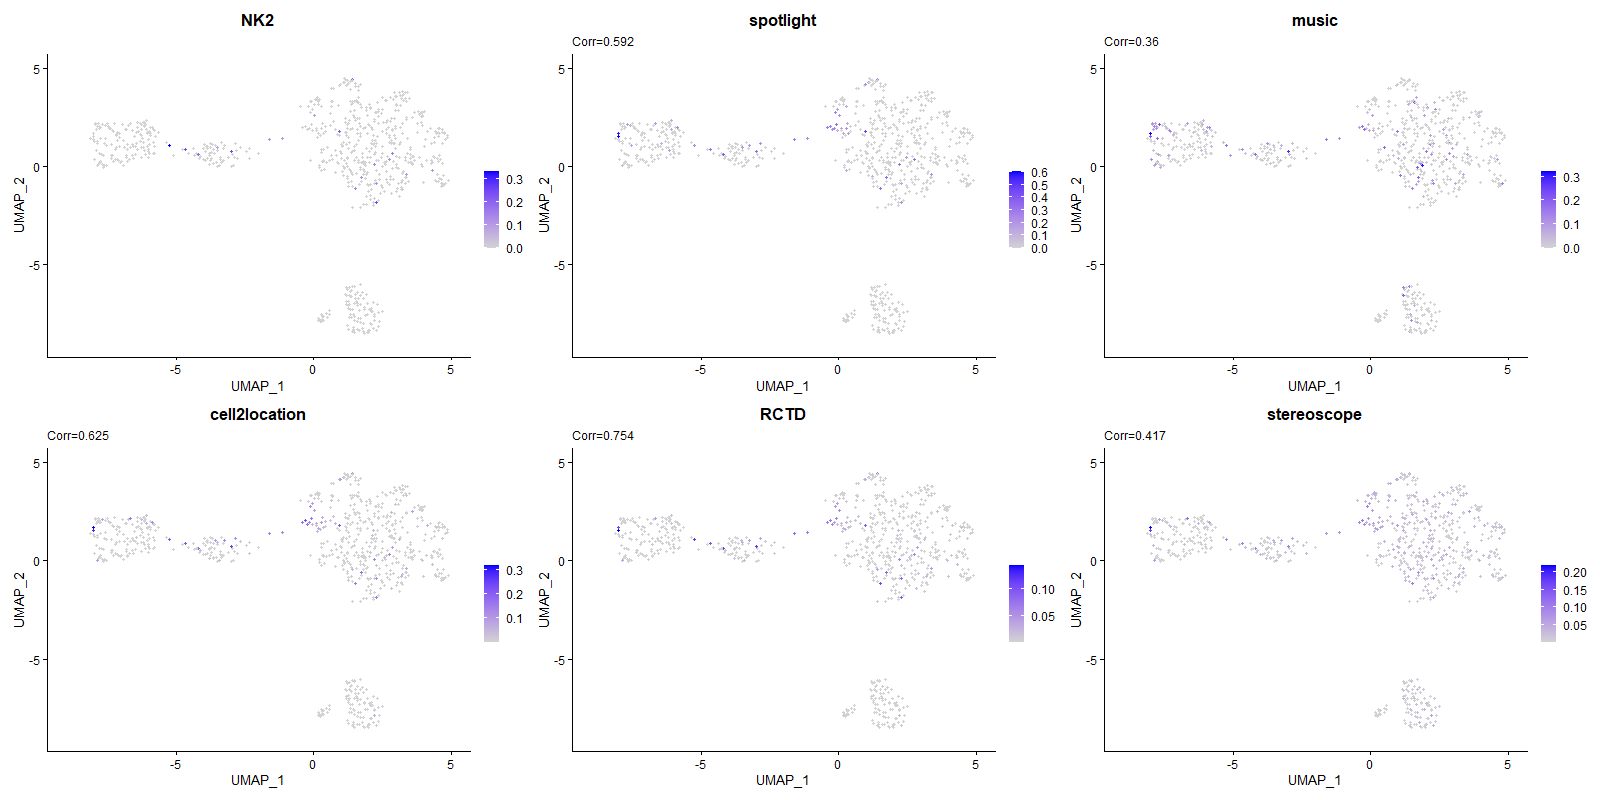 NK2
5
0
-5
-5
0
5
UMAP_1
UMAP_2
0.3
0.2
0.1
0.0
spotlight
Corr=0.592
5
0
-5
-5
0
5
UMAP_1
UMAP_2
0.6
0.5
0.4
0.3
0.2
0.1
0.0
music
Corr=0.36
5
0
-5
-5
0
5
UMAP_1
UMAP_2
0.3
0.2
0.1
0.0
cell2location
Corr=0.625
5
0
-5
-5
0
5
UMAP_1
UMAP_2
0.3
0.2
0.1
RCTD
Corr=0.754
5
0
-5
-5
0
5
UMAP_1
UMAP_2
0.10
0.05
stereoscope
Corr=0.417
5
0
-5
-5
0
5
UMAP_1
UMAP_2
0.20
0.15
0.10
0.05